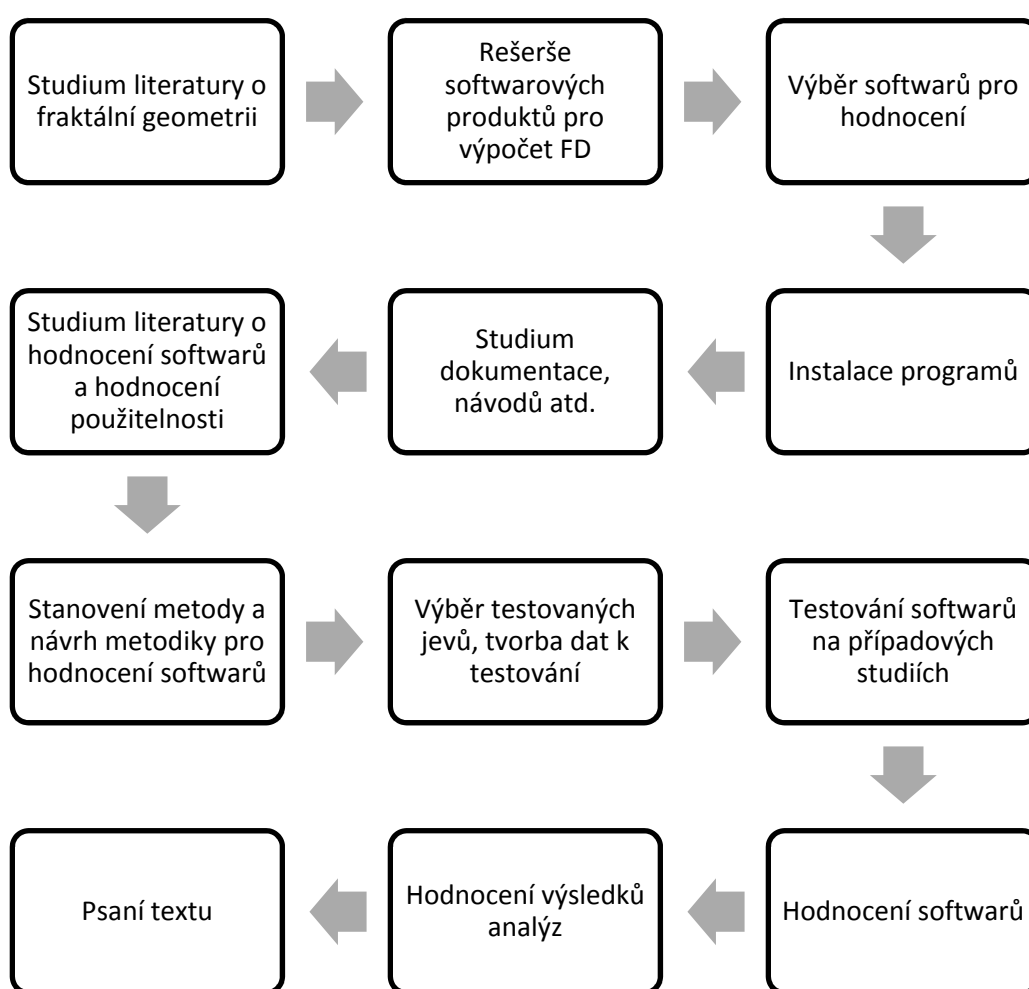 Studium literatury o
fraktální geometrii
Rešerše
softwarových
produktů pro
výpočet FD
Výběr softwarů pro
hodnocení
Instalace programů
Studium
dokumentace,
návodů atd.
Studium literatury o
hodnocení softwarů
a hodnocení
použitelnosti
Stanovení metody a
návrh metodiky pro
hodnocení softwarů
Výběr testovaných
jevů, tvorba dat k
testování
Testování softwarů
na případových
studiích
Hodnocení softwarů
Hodnocení výsledků
analýz
Psaní textu